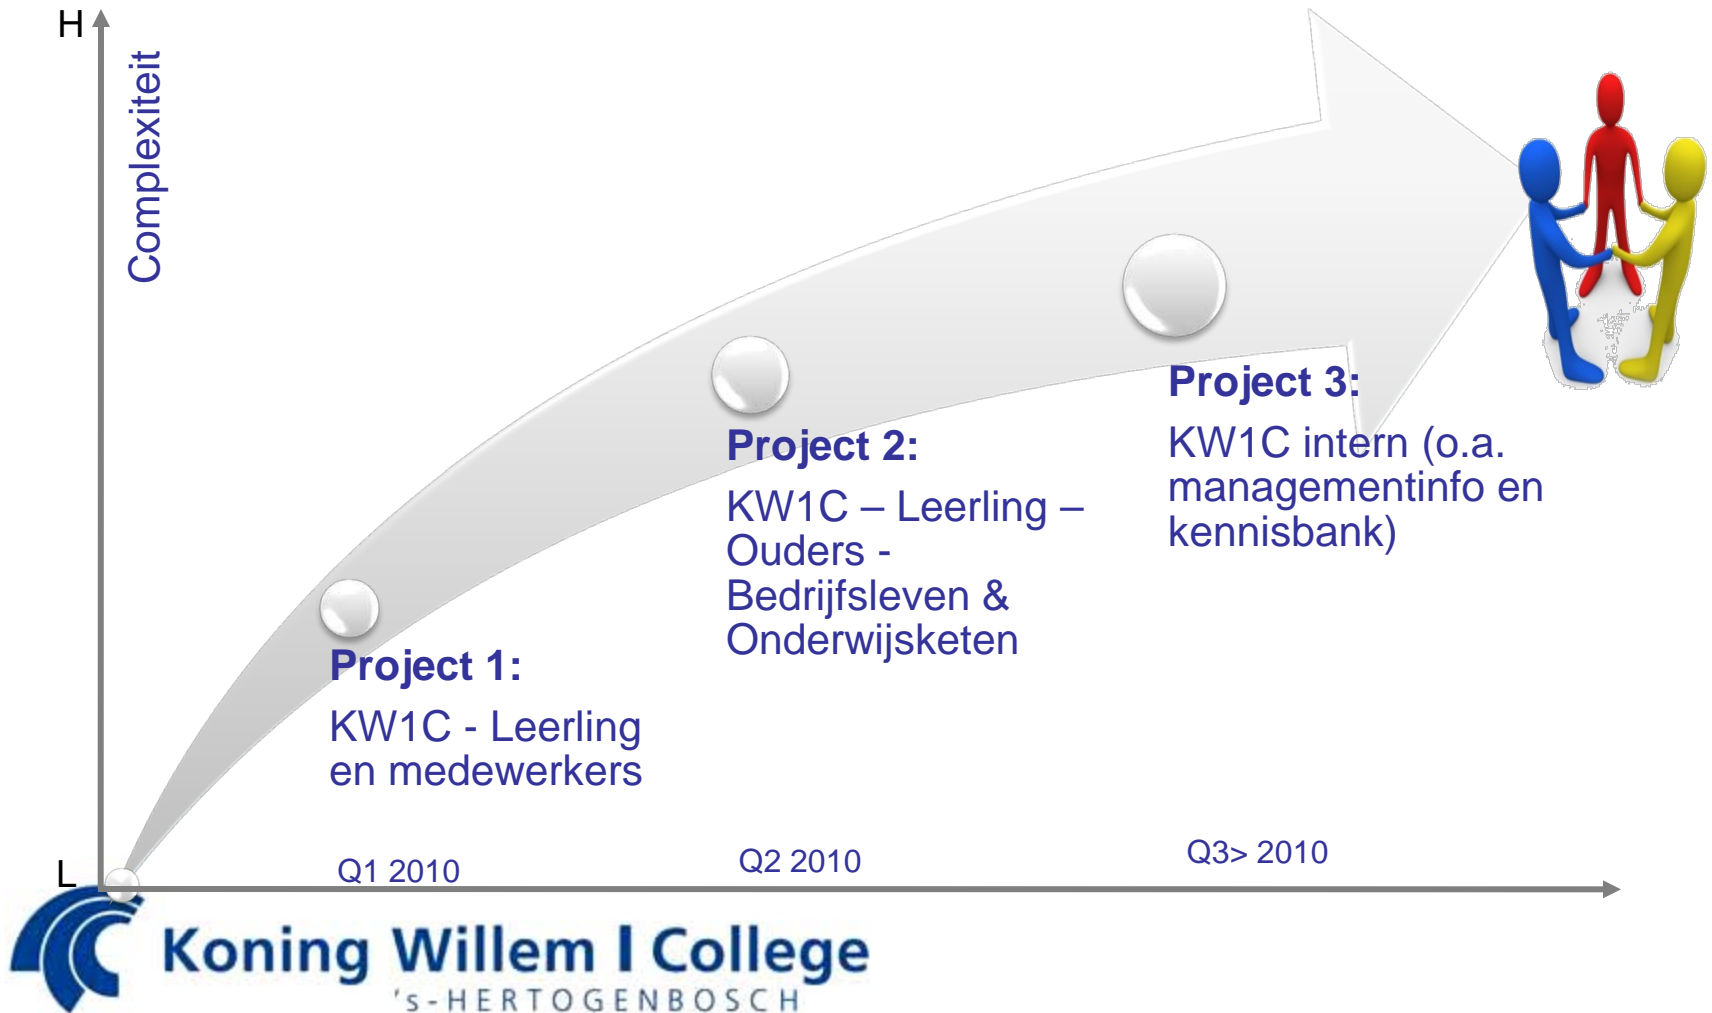 H
Complexiteit
Project 3:
KW1C intern (o.a.
managementinfo en
kennisbank)
Project 2:
KW1C – Leerling –
Ouders -
Bedrijfsleven &
Onderwijsketen
Project 1:
KW1C - Leerling
en medewerkers
L
Q1 2010
Q2 2010
Q3> 2010
Koning Willem I College
's-HERTOGENBOSCH